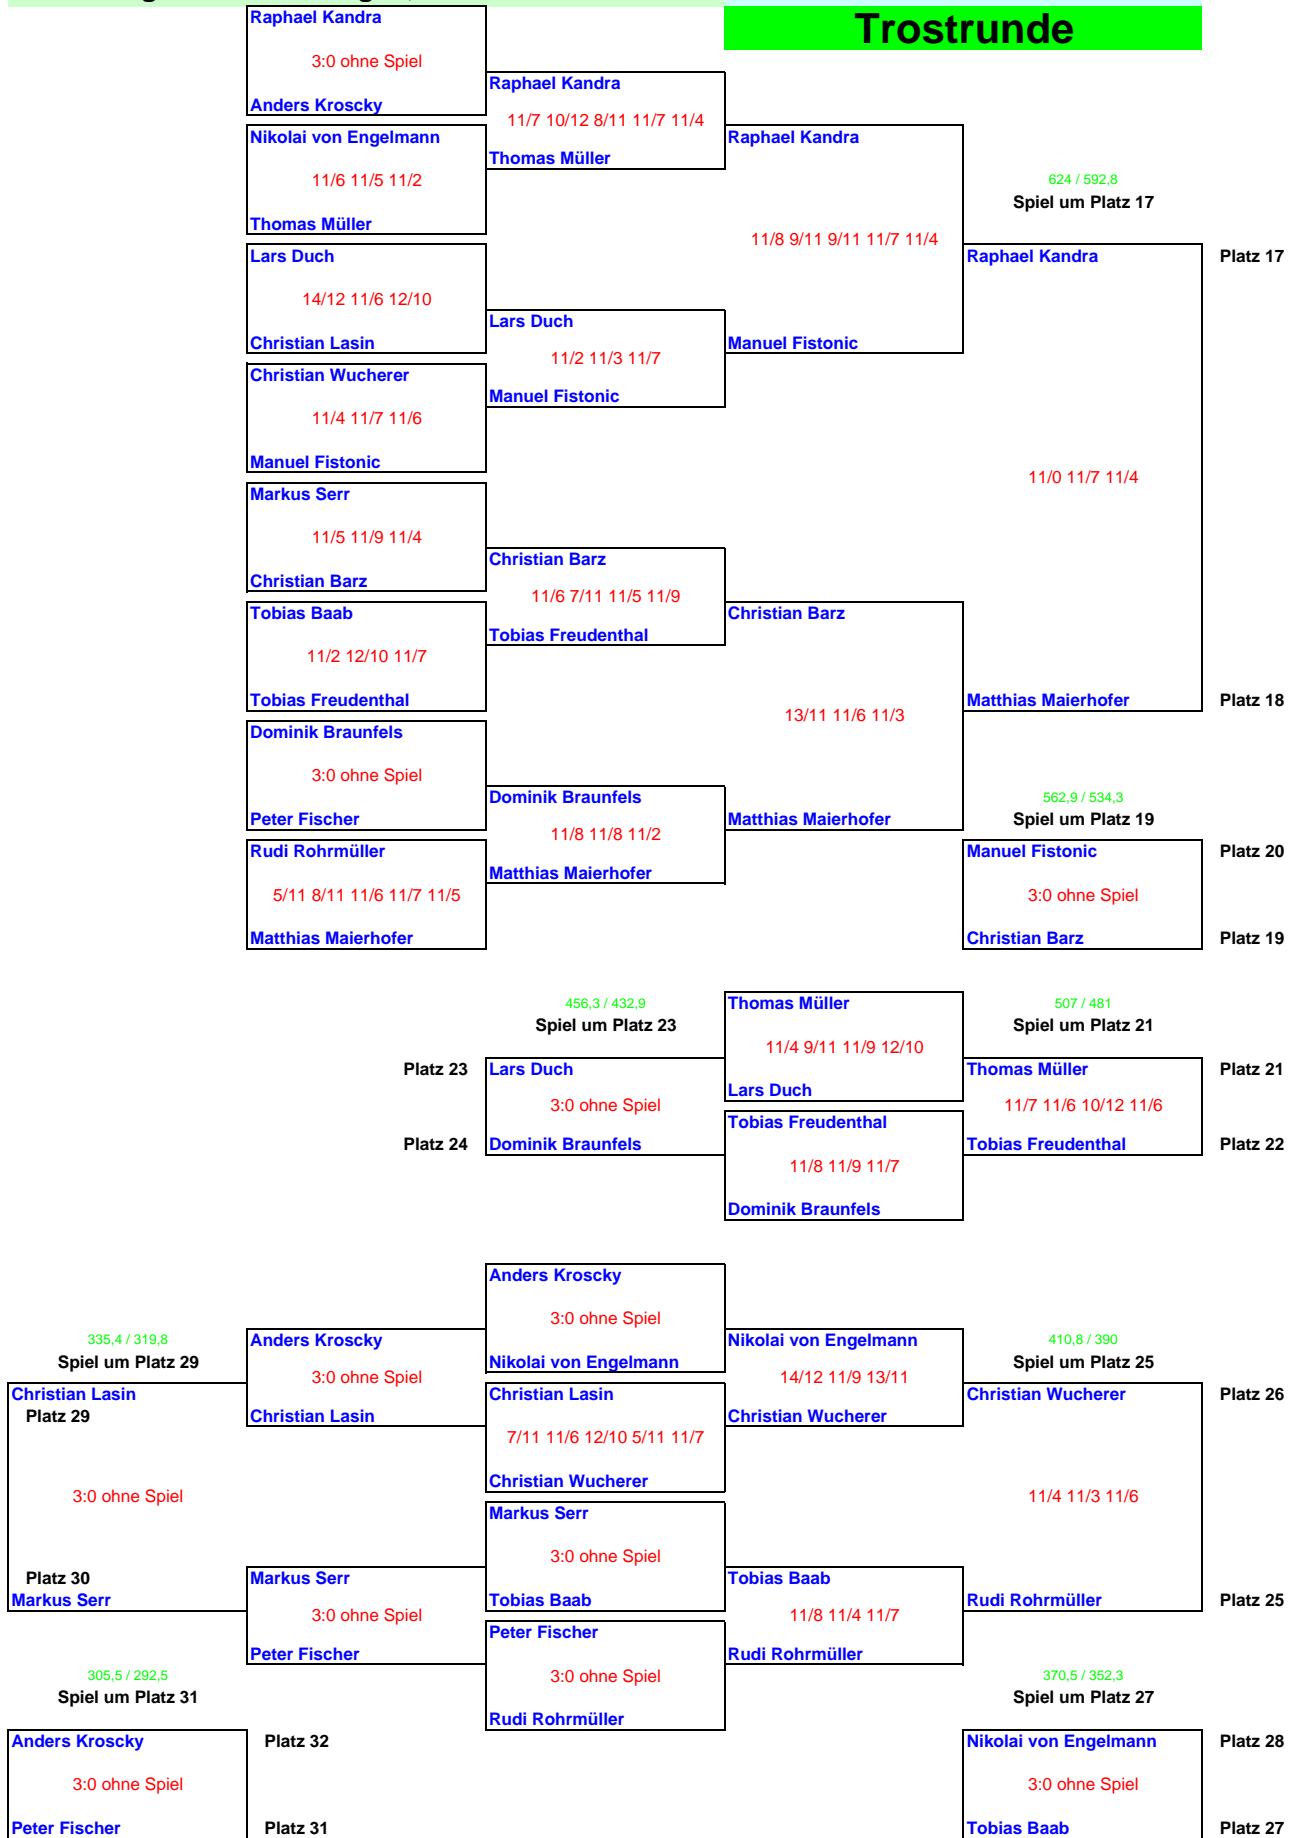 Trostrunde
Raphael Kandra
3:0 ohne Spiel
Anders Kroscky
Raphael Kandra
11/7 10/12 8/11 11/7 11/4
Thomas Müller
Nikolai von Engelmann
11/6 11/5 11/2
Thomas Müller
Raphael Kandra
11/8 9/11 9/11 11/7 11/4
Manuel Fistonic
624 / 592,8
Spiel um Platz 17
Raphael Kandra
Platz 17
Lars Duch
14/12 11/6 12/10
Christian Lasin
Lars Duch
11/2 11/3 11/7
Manuel Fistonic
Christian Wucherer
11/4 11/7 11/6
Manuel Fistonic
11/0 11/7 11/4
Markus Serr
11/5 11/9 11/4
Christian Barz
Christian Barz
11/6 7/11 11/5 11/9
Tobias Freudenthal
Tobias Baab
11/2 12/10 11/7
Tobias Freudenthal
Christian Barz
13/11 11/6 11/3
Matthias Maierhofer
Matthias Maierhofer
Platz 18
Dominik Braunfels
3:0 ohne Spiel
Peter Fischer
Dominik Braunfels
11/8 11/8 11/2
Matthias Maierhofer
Rudi Rohrmüller
5/11 8/11 11/6 11/7 11/5
Matthias Maierhofer
562,9 / 534,3
Spiel um Platz 19
Manuel Fistonic
Platz 20
3:0 ohne Spiel
Christian Barz
Platz 19
456,3 / 432,9
Spiel um Platz 23
Platz 23
Lars Duch
3:0 ohne Spiel
Platz 24
Dominik Braunfels
Thomas Müller
11/4 9/11 11/9 12/10
Lars Duch
Tobias Freudenthal
11/8 11/9 11/7
Dominik Braunfels
507 / 481
Spiel um Platz 21
Thomas Müller
Platz 21
11/7 11/6 10/12 11/6
Tobias Freudenthal
Platz 22
335,4 / 319,8
Spiel um Platz 29
Christian Lasin
Platz 29
3:0 ohne Spiel
Platz 30
Markus Serr
Anders Kroscky
3:0 ohne Spiel
Christian Lasin
Markus Serr
3:0 ohne Spiel
Peter Fischer
Anders Kroscky
3:0 ohne Spiel
Nikolai von Engelmann
Christian Lasin
7/11 11/6 12/10 5/11 11/7
Christian Wucherer
Markus Serr
3:0 ohne Spiel
Tobias Baab
Peter Fischer
3:0 ohne Spiel
Rudi Rohrmüller
Nikolai von Engelmann
14/12 11/9 13/11
Christian Wucherer
Tobias Baab
11/8 11/4 11/7
Rudi Rohrmüller
410,8 / 390
Spiel um Platz 25
Christian Wucherer
Platz 26
11/4 11/3 11/6
Rudi Rohrmüller
Platz 25
305,5 / 292,5
Spiel um Platz 31
Anders Kroscky
Platz 32
3:0 ohne Spiel
Peter Fischer
Platz 31
370,5 / 352,3
Spiel um Platz 27
Nikolai von Engelmann
Platz 28
3:0 ohne Spiel
Tobias Baab
Platz 27